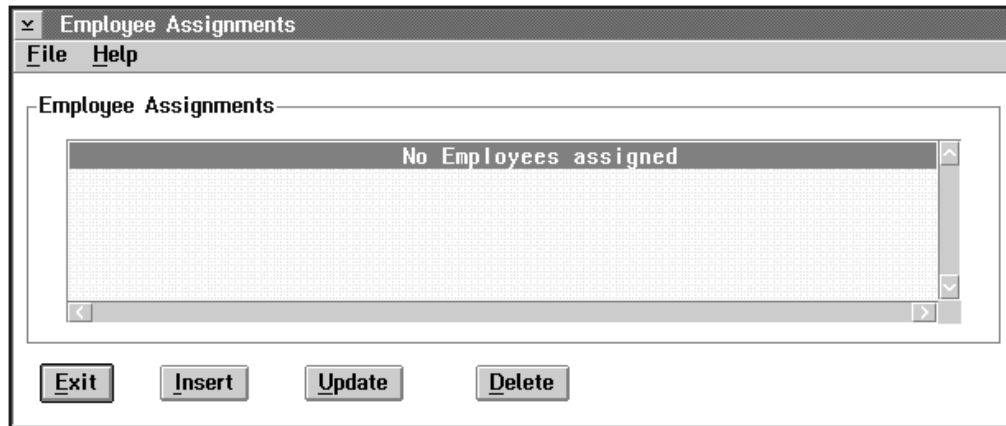 Employee Assignments
File Help
Employee Assignments
No Employees assigned
Exit Insert Update Delete